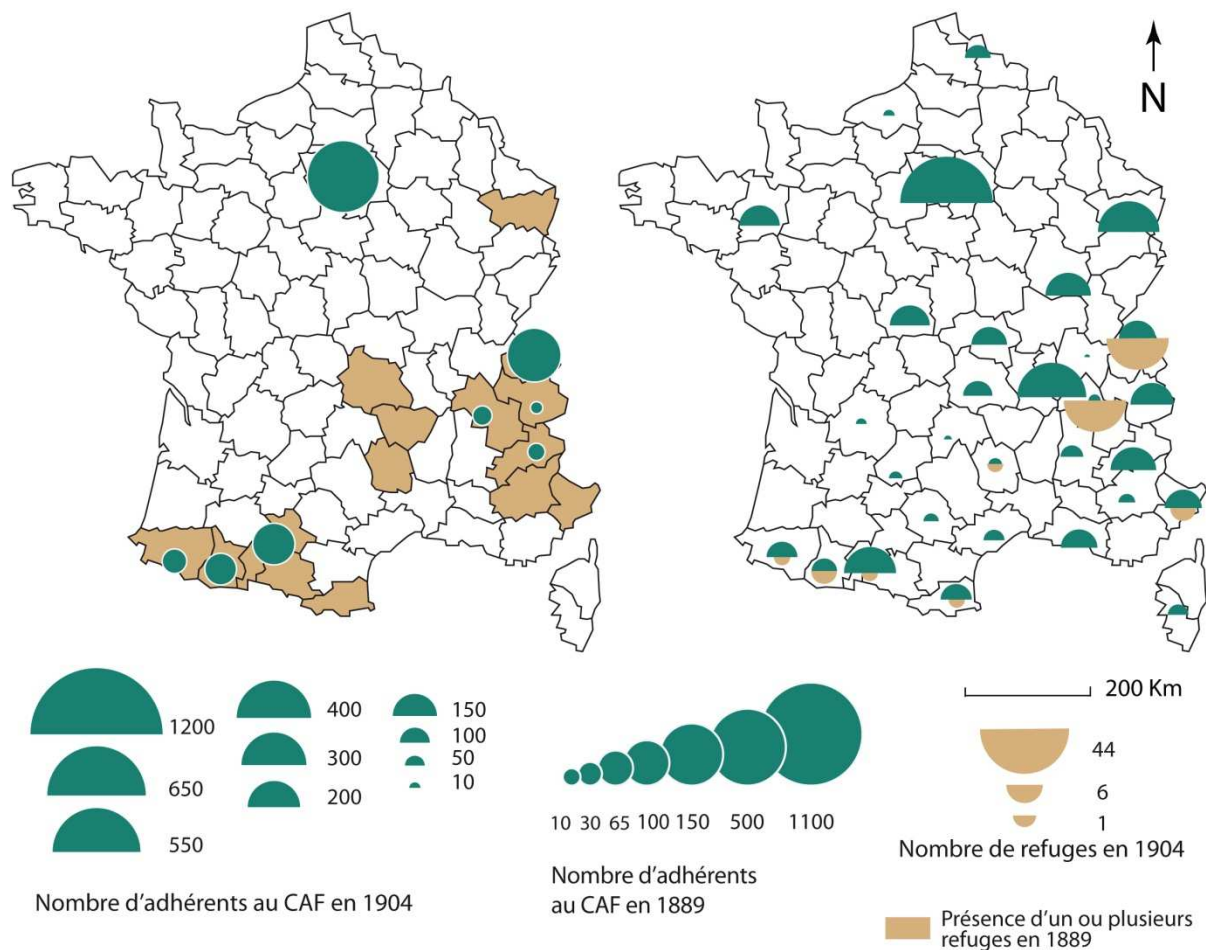 N
1200
650
550
400
300
200
150
100
50
10
Nombre d'adhérents au CAF en 1904
10 30 65 100 150 500 1100
Nombre d'adhérents
au CAF en 1889
200 Km
44
6
1
Nombre de refuges en 1904
Présence d'un ou plusieurs
refuges en 1889